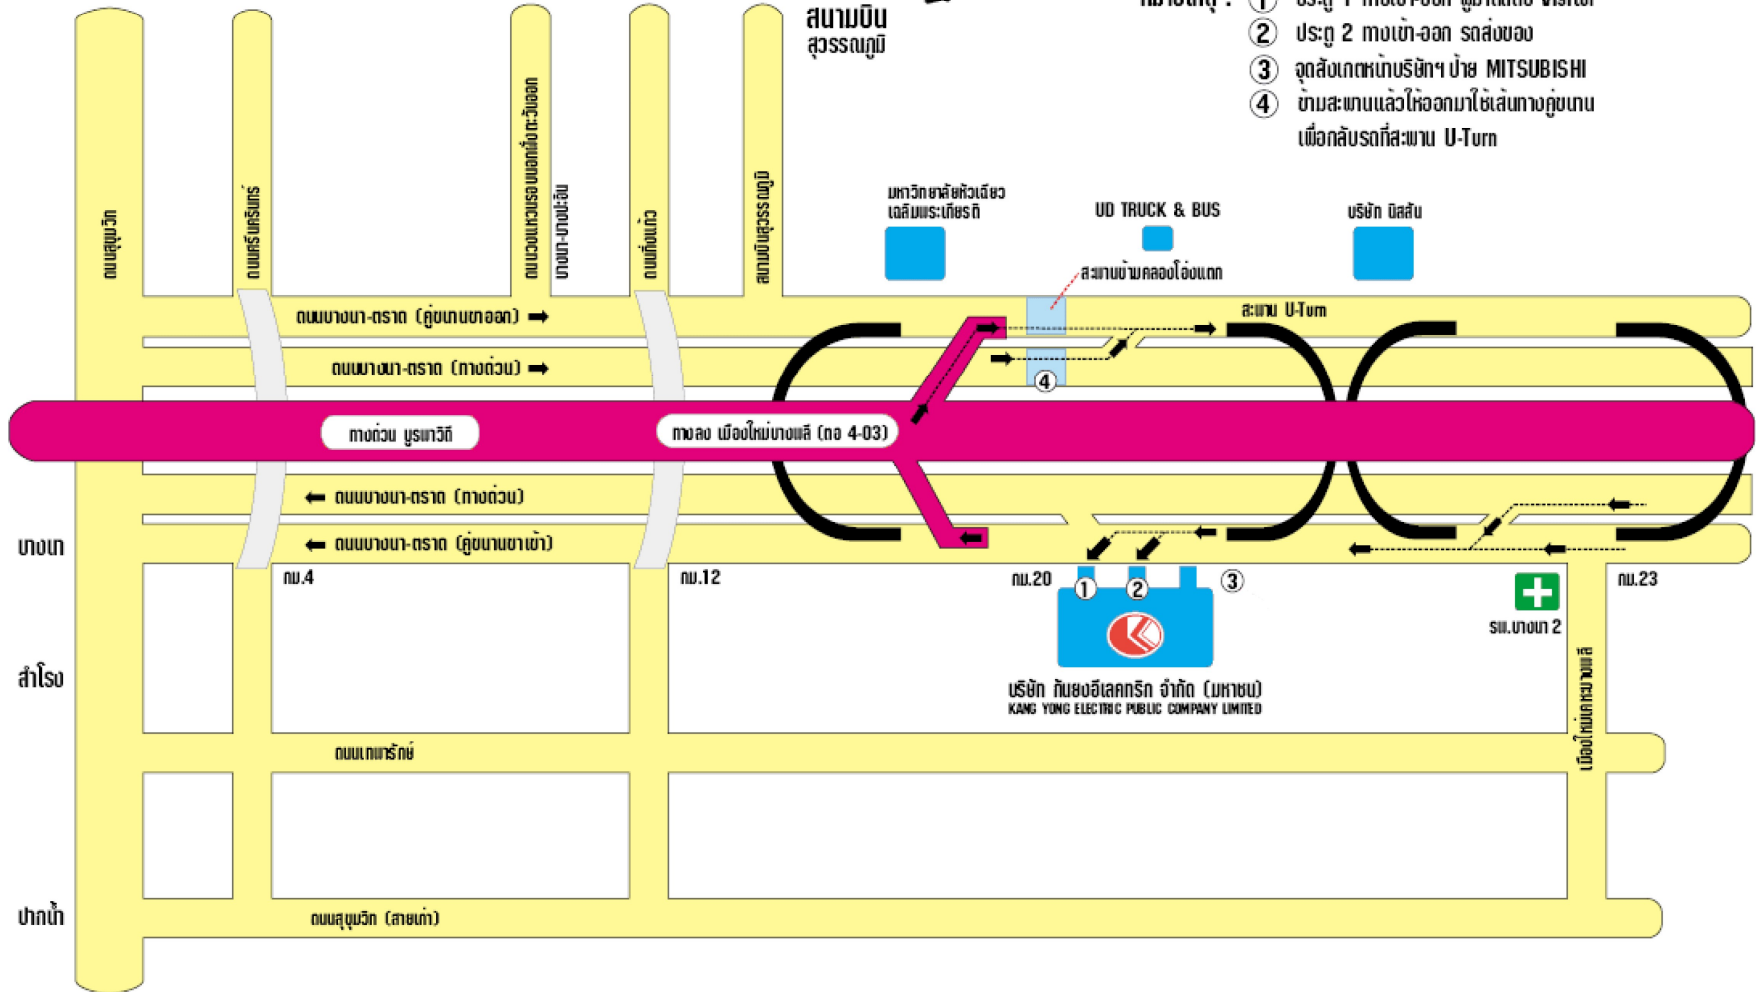 สนามบิน
สุวรรณภูมิ
1
2 ประตู 2 ทางเข้า-ออก รถส่งของ
3 จุดสังเกตหน้าบริษัทฯ ป้าย MITSUBISHI
4 ข้ามสะพานแล้วให้ออกมาใช้เส้นทางคู่ขนาน
เพื่อกลับรถที่สะพาน U-Turn
ถนนสุขุมวิท
ถนนศรีนครินทร์
ถนนวงแหวนรอบนอกฝั่งตะวันออก
บางนา-บางปะอิน
ถนนกิ่งแก้ว
สนามบินสุวรรณภูมิ
มหาวิทยาลัยหัวเฉียว
เฉลิมพระเกียรติ
UD TRUCK & BUS
บริษัท นิสสัน
สะพานข้ามคลองโอ่งแตก
สะพาน U-Turn
ถนนบางนา-ตราด (คู่ขนานขาออก)
ถนนบางนา-ตราด (ทางด่วน)
4
ทางด่วน บูรพาวิถี
ทางลง เมืองใหม่บางพลี (ตอ 4-03)
ถนนบางนา-ตราด (ทางด่วน)
ถนนบางนา-ตราด (คู่ขนานขาเข้า)
บางนา
กม.4
กม.12
กม.20
1
2
3
กม.23
รพ.บางนา 2
สำโรง
บริษัท กันยงอีเลคทริก จำกัด (มหาชน)
KANG YONG ELECTRIC PUBLIC COMPANY LIMITED
เมืองใหม่เคหะบางพลี
ถนนเทพารักษ์
ปากน้ำ
ถนนสุขุมวิท (สายเก่า)